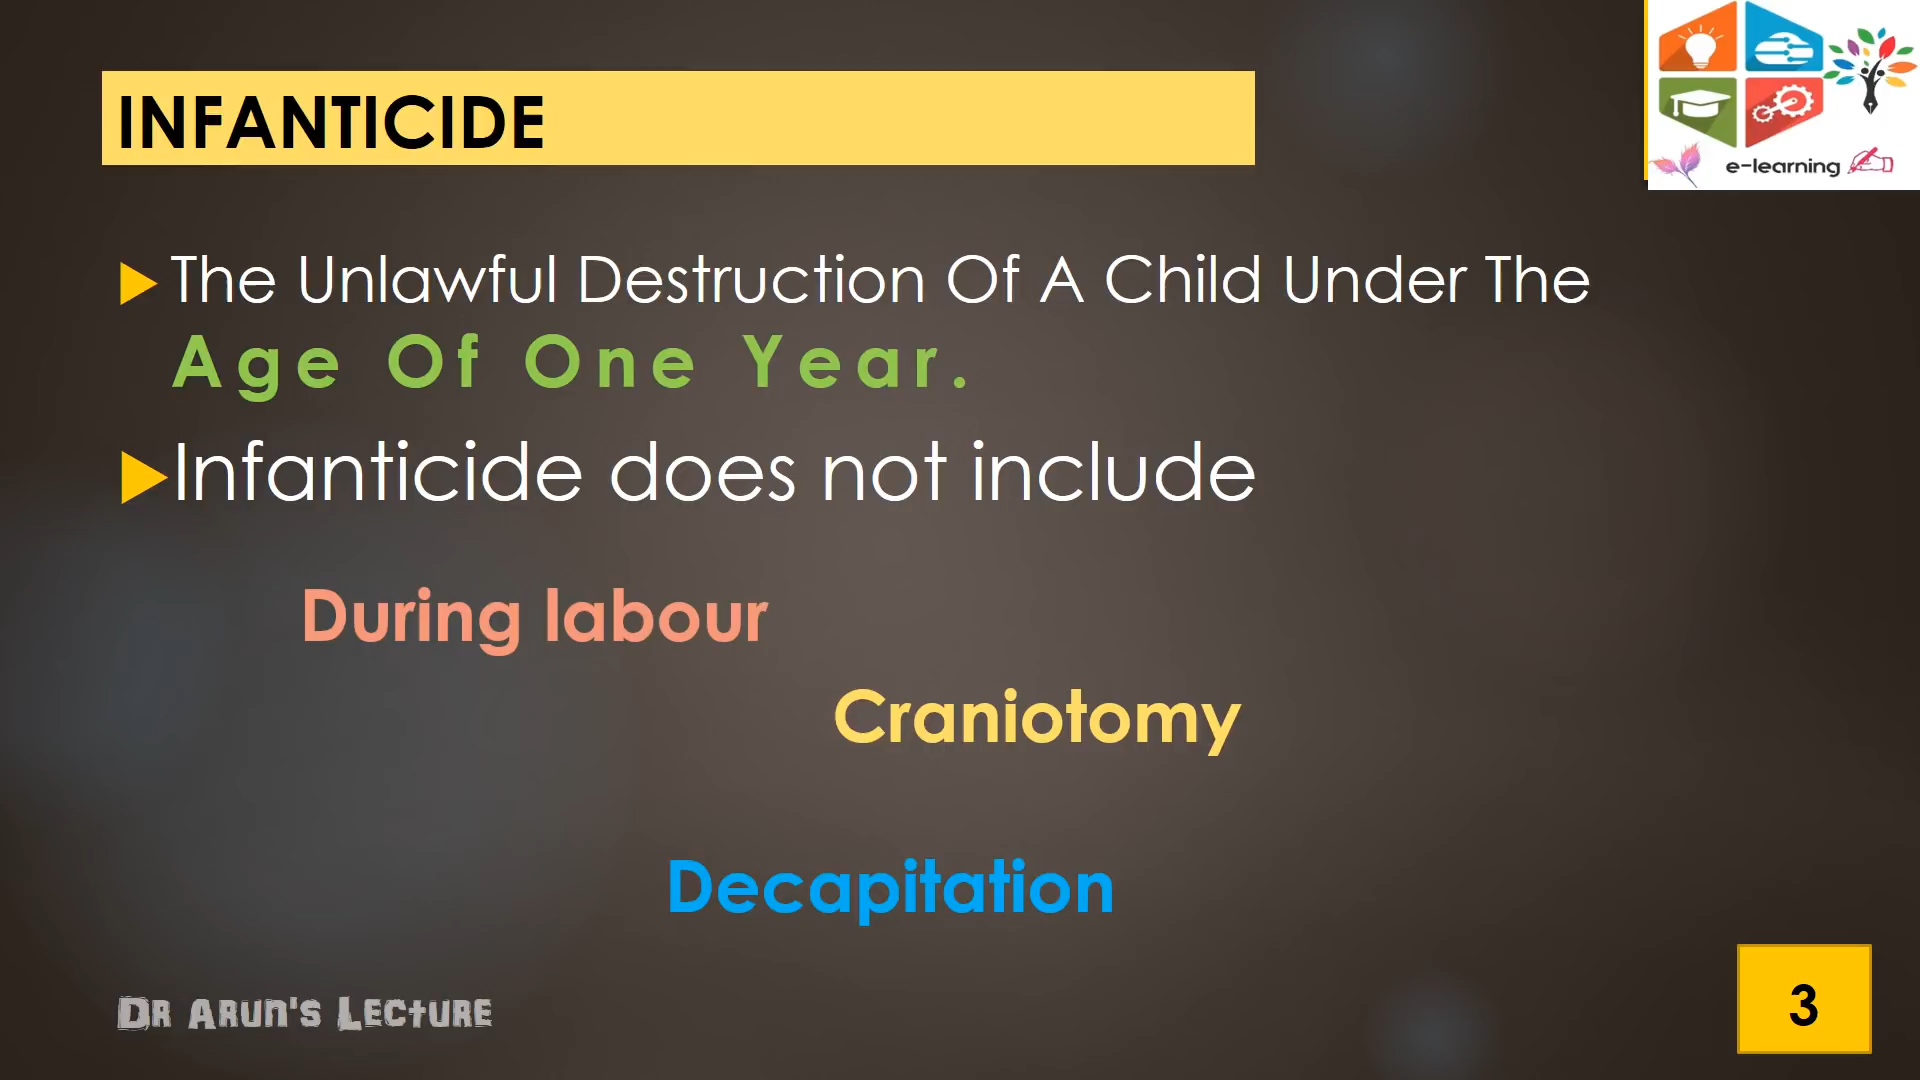 INFANTICIDE
e-learning
The Unlawful Destruction Of A Child Under The
Age Of One Year.
Infanticide does not include
During labour
Craniotomy
Decapitation
Dr Arun's Lecture
3